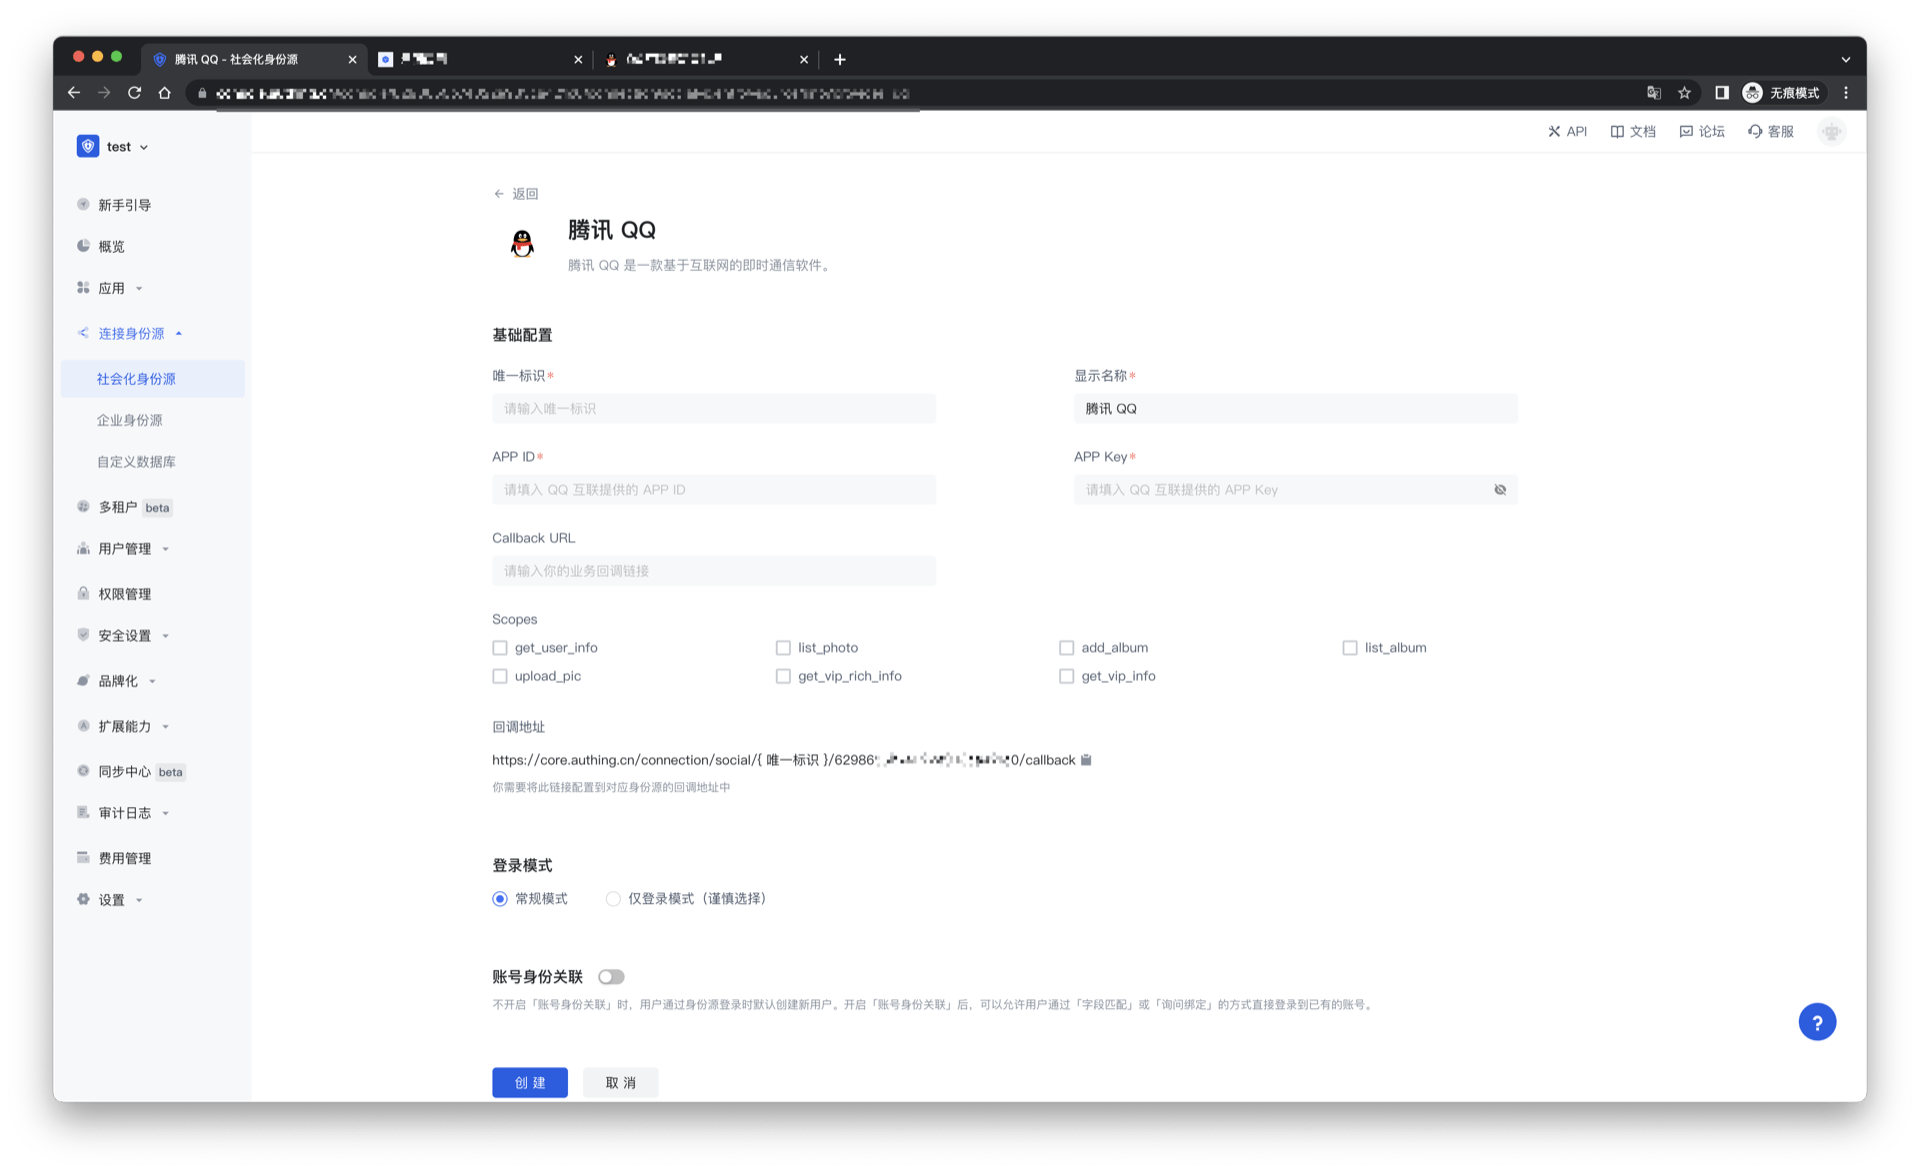 腾讯 QQ - 社会化身份源
无痕模式
test
API
文档
论坛
客服
新手引导
概览
应用
连接身份源
社会化身份源
企业身份源
自定义数据库
多租户 beta
用户管理
权限管理
安全设置
品牌化
扩展能力
同步中心 beta
审计日志
费用管理
设置
返回
腾讯 QQ
腾讯 QQ 是一款基于互联网的即时通信软件。
基础配置
唯一标识*
请输入唯一标识
显示名称*
腾讯 QQ
APP ID*
请填入 QQ 互联提供的 APP ID
APP Key*
请填入 QQ 互联提供的 APP Key
Callback URL
请输入你的业务回调链接
Scopes
get_user_info
list_photo
add_album
list_album
upload_pic
get_vip_rich_info
get_vip_info
回调地址
https://core.authing.cn/connection/social/{ 唯一标识 }/62986 0/callback
你需要将此链接配置到对应身份源的回调地址中
登录模式
常规模式
仅登录模式（谨慎选择）
账号身份关联
不开启「账号身份关联」时，用户通过身份源登录时默认创建新用户。开启「账号身份关联」后，可以允许用户通过「字段匹配」或「询问绑定」的方式直接登录到已有的账号。
?
创 建
取 消